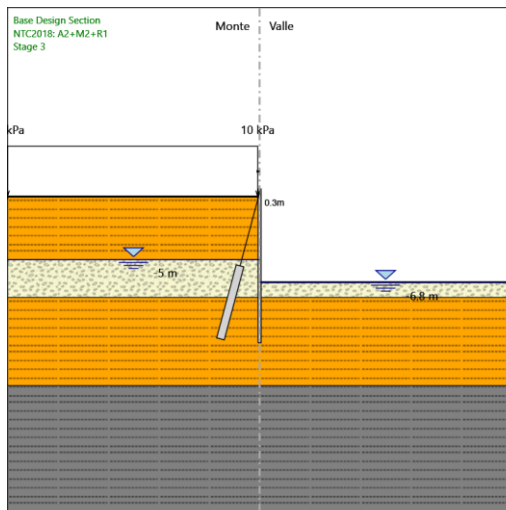 Base Design Section
NTC2018: A2+M2+R1
Stage 3
Monte Valle
kPa 10 kPa
0.3m
-5 m
-6.8 m